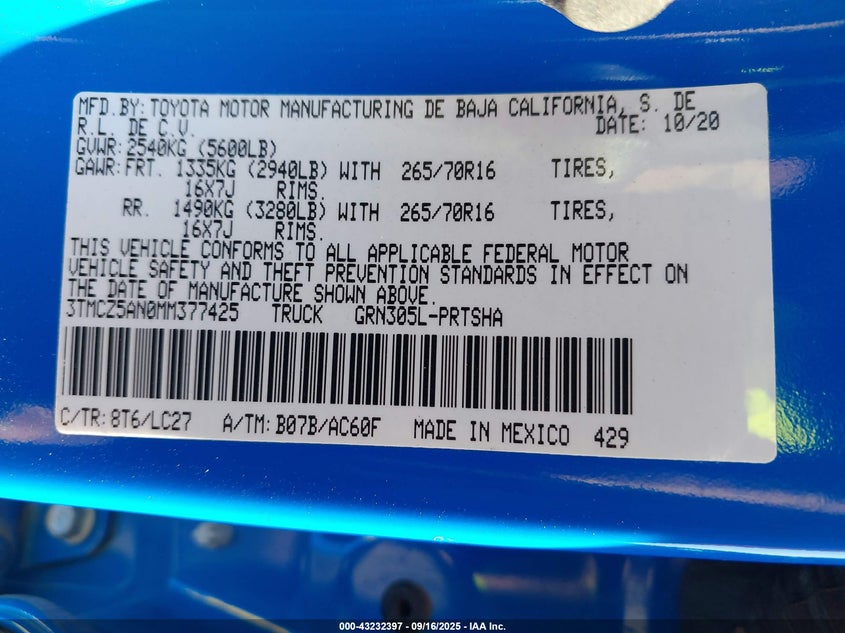 MFD.BY: TOYOTA MOTOR MANUFACTURING DE BAJA CALIFORNIA, S. DE
R.L. DE C.V. DATE: 10/20
GVWR: 2540KG (5600LB)
GAWR: FRT. 1335KG (2940LB) WITH 265/70R16 TIRES,
16X7J RIMS.
RR. 1490KG (3280LB) WITH 265/70R16 TIRES,
16X7J RIMS.
THIS VEHICLE CONFORMS TO ALL APPLICABLE FEDERAL MOTOR
VEHICLE SAFETY AND THEFT PREVENTION STANDARDS IN EFFECT ON
THE DATE OF MANUFACTURE SHOWN ABOVE.
3TMCZ5AN0MM377425 TRUCK GRN305L-PRTSHA
C/TR: 8T6/LC27 A/TM: B07B/AC60F MADE IN MEXICO 429
000-43232397 - 09/16/2025 - IAA Inc.